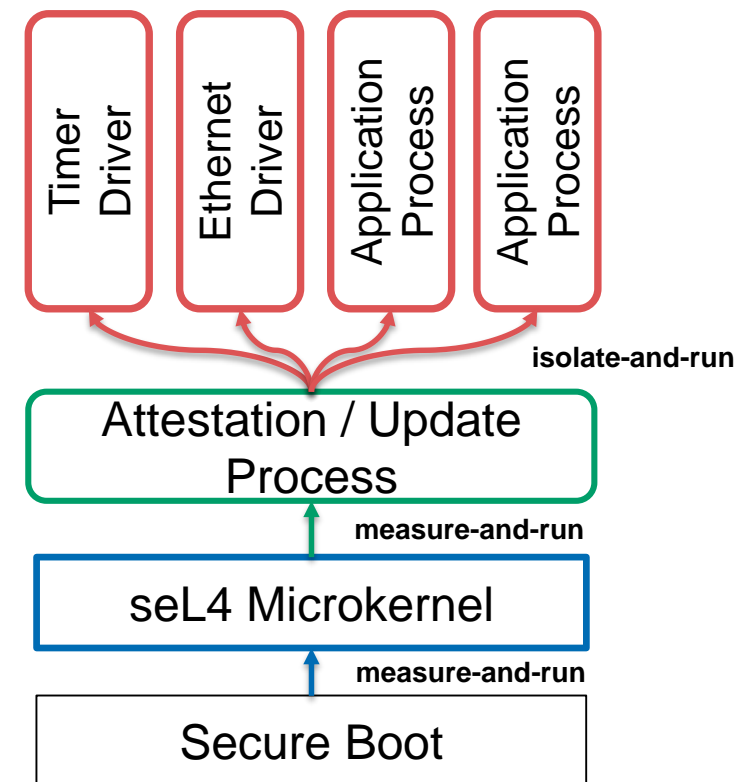 Timer
Driver
Ethernet
Driver
Application
Process
Application
Process
isolate-and-run
Attestation / Update
Process
measure-and-run
seL4 Microkernel
measure-and-run
Secure Boot